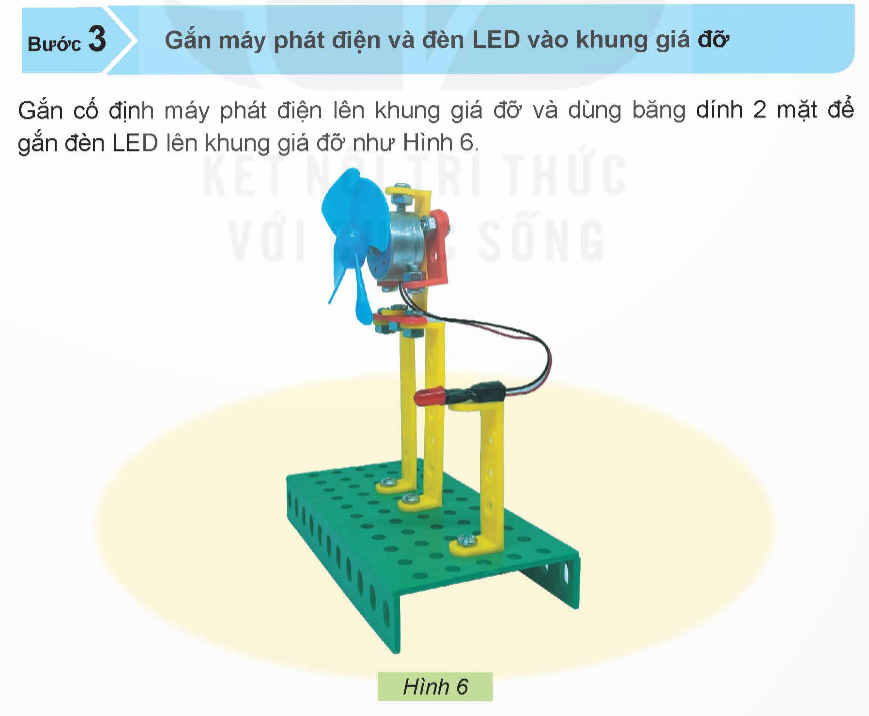 Bước 3 Gắn máy phát điện và đèn LED vào khung giá đỡ
Gắn cố định máy phát điện lên khung giá đỡ và dùng băng dính 2 mặt để
gắn đèn LED lên khung giá đỡ như Hình 6.
KẾT NỐI TRI THỨC
VỚI CUỘC SỐNG
Hình 6